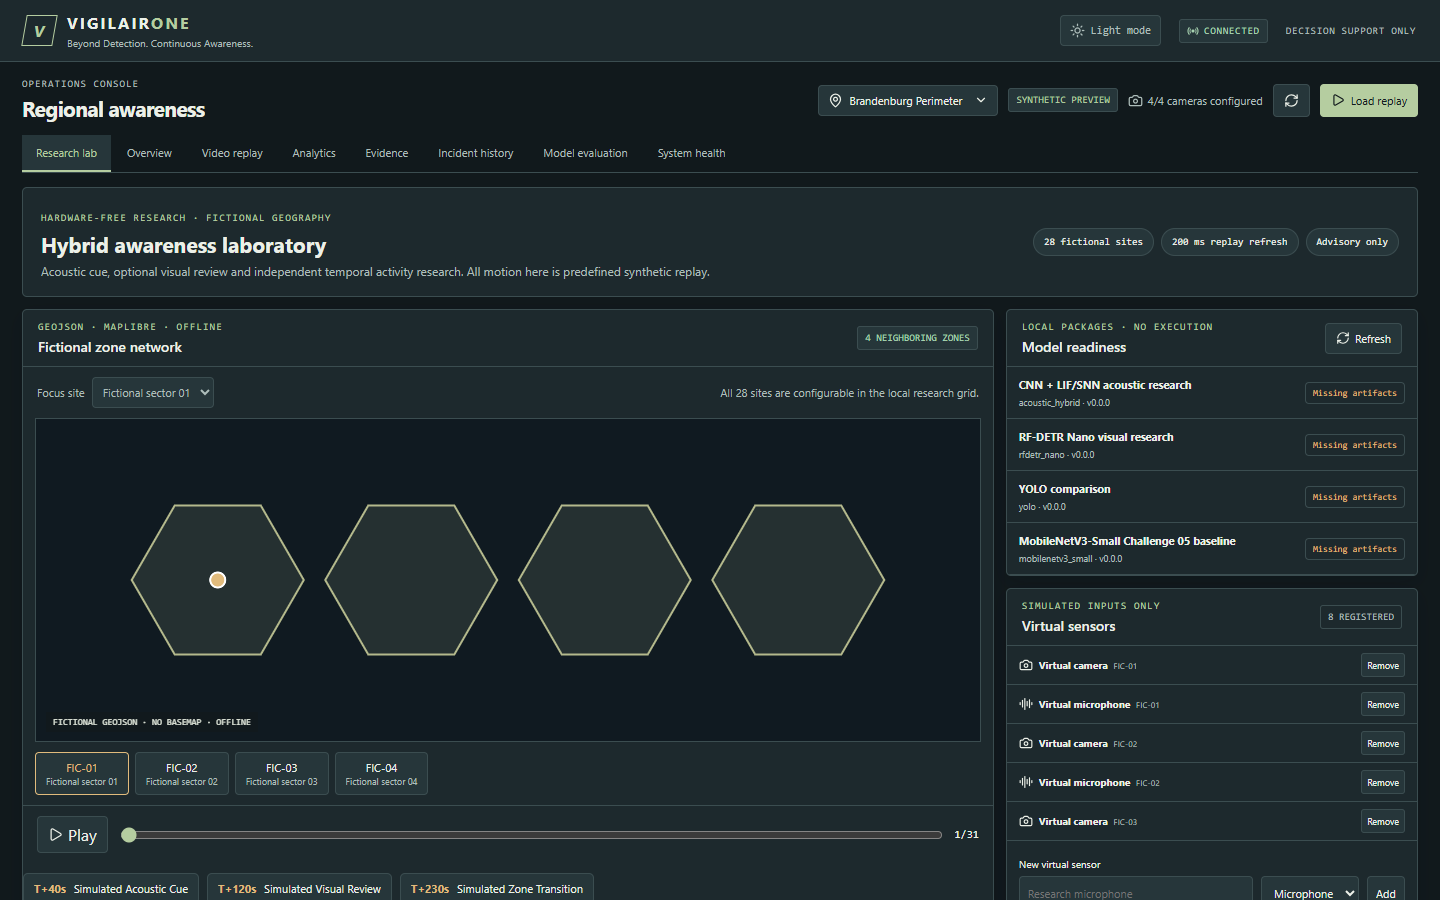 V
VIGILAIRONE
Beyond Detection. Continuous Awareness.
Light mode
CONNECTED
DECISION SUPPORT ONLY
OPERATIONS CONSOLE
Regional awareness
Brandenburg Perimeter
SYNTHETIC PREVIEW
4/4 cameras configured
Load replay
Research lab
Overview
Video replay
Analytics
Evidence
Incident history
Model evaluation
System health
HARDWARE-FREE RESEARCH · FICTIONAL GEOGRAPHY
Hybrid awareness laboratory
Acoustic cue, optional visual review and independent temporal activity research. All motion here is predefined synthetic replay.
28 fictional sites
200 ms replay refresh
Advisory only
GEOJSON · MAPLIBRE · OFFLINE
Fictional zone network
4 NEIGHBORING ZONES
Focus site
Fictional sector 01
All 28 sites are configurable in the local research grid.
FICTIONAL GEOJSON · NO BASEMAP · OFFLINE
FIC-01
Fictional sector 01
FIC-02
Fictional sector 02
FIC-03
Fictional sector 03
FIC-04
Fictional sector 04
Play
1/31
T+40s Simulated Acoustic Cue
T+120s Simulated Visual Review
T+230s Simulated Zone Transition
LOCAL PACKAGES · NO EXECUTION
Model readiness
Refresh
CNN + LIF/SNN acoustic research
acoustic_hybrid · v0.0.0
Missing artifacts
RF-DETR Nano visual research
rfdetr_nano · v0.0.0
Missing artifacts
YOLO comparison
yolo · v0.0.0
Missing artifacts
MobileNetV3-Small Challenge 05 baseline
mobilenetv3_small · v0.0.0
Missing artifacts
SIMULATED INPUTS ONLY
Virtual sensors
8 REGISTERED
Virtual camera FIC-01
Remove
Virtual microphone FIC-01
Remove
Virtual camera FIC-02
Remove
Virtual microphone FIC-02
Remove
Virtual camera FIC-03
Remove
New virtual sensor
Research microphone
Microphone
Add